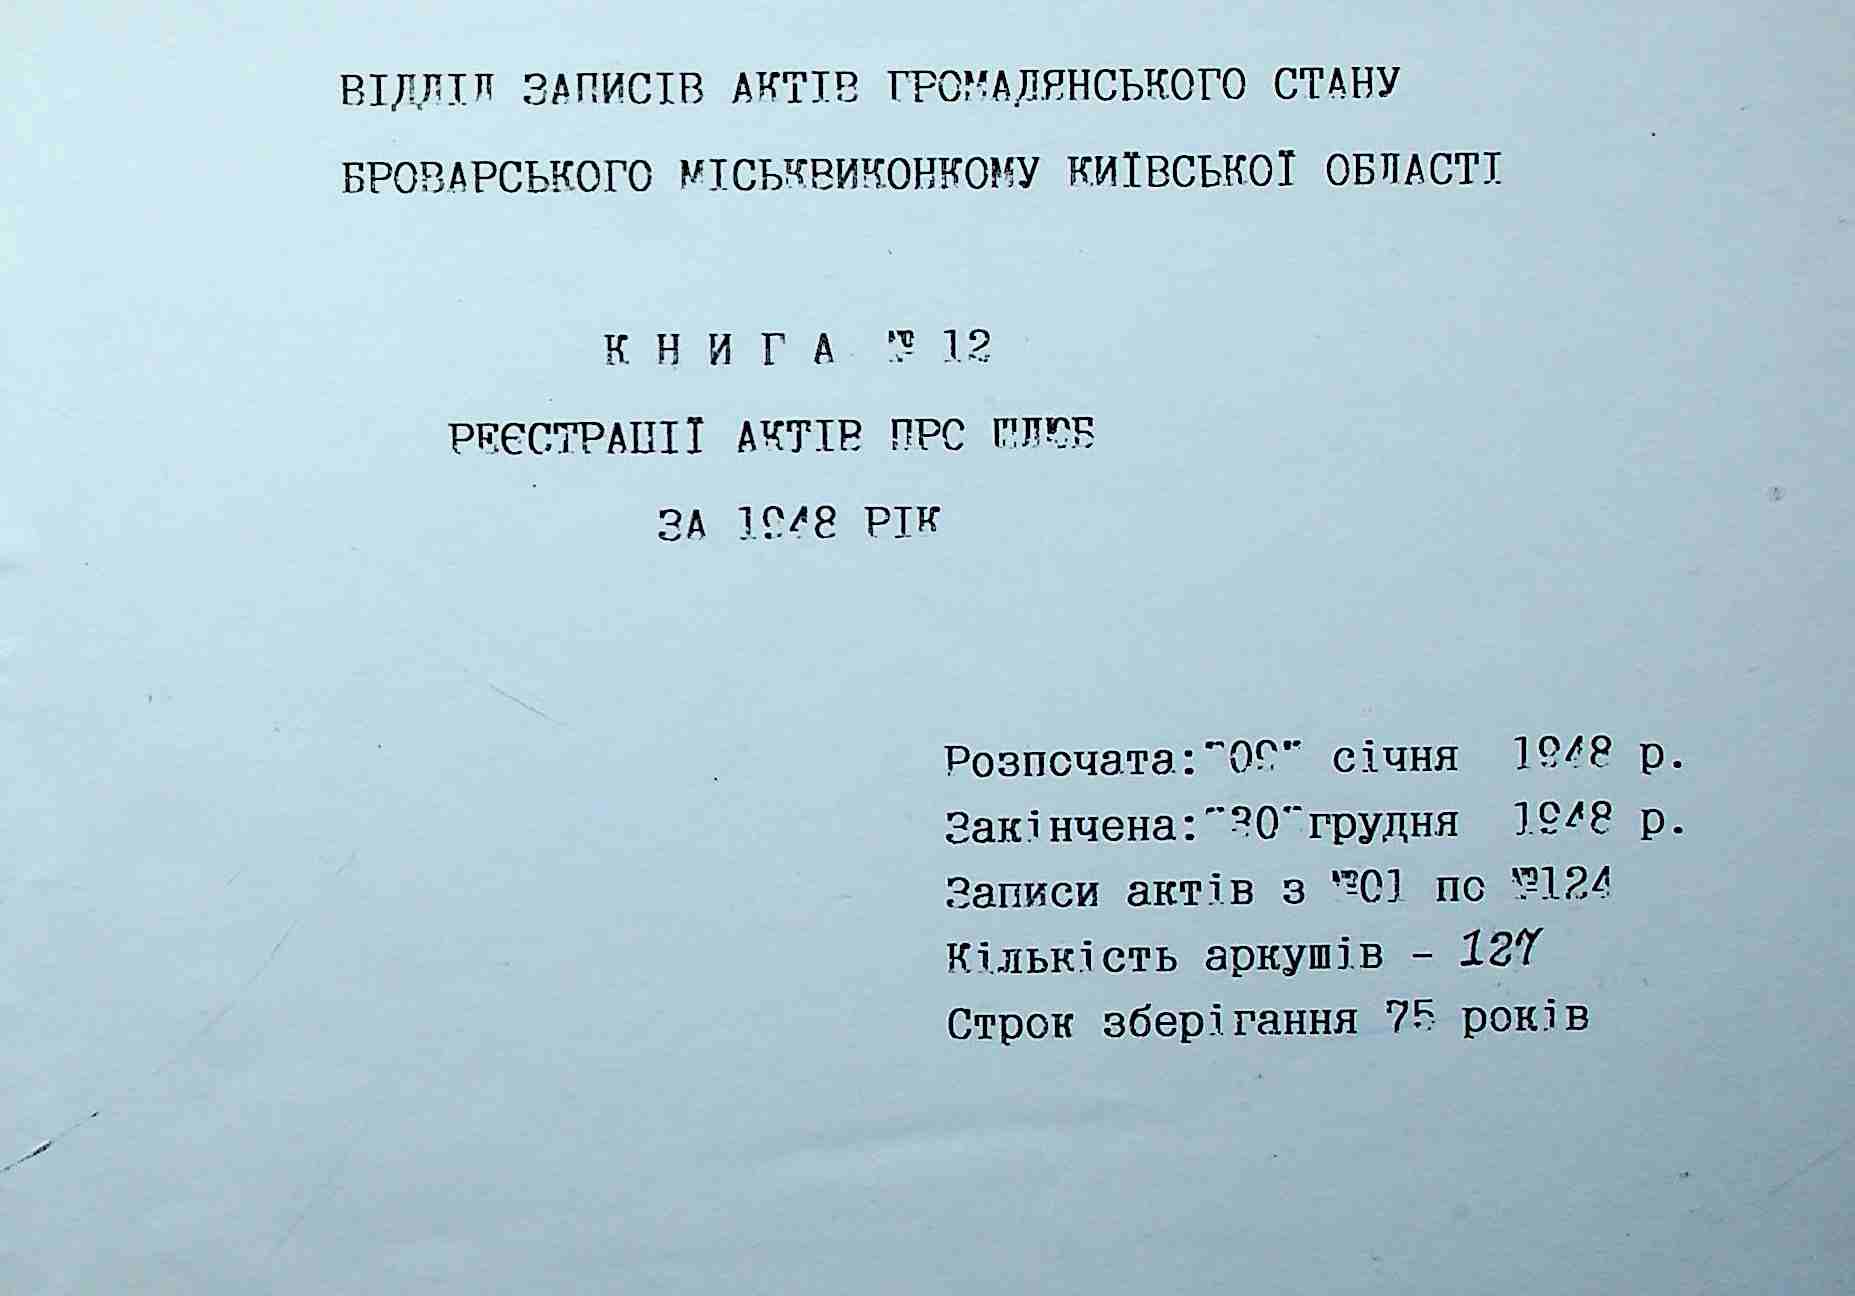 ВІДДІЛ ЗАПИСІВ АКТІВ ГРОМАДЯНСЬКОГО СТАНУ
БРОВАРСЬКОГО МІСЬКВИКОНКОМУ КИЇВСЬКОЇ ОБЛАСТІ
К Н И Г А № 12
РЕЄСТРАЦІЇ АКТІВ ПРО ШЛЮБ
ЗА 1948 РІК
Розпочата:"09" січня 1948 р.
Закінчена:"30"грудня 1948 р.
Записи актів з №01 по №124
Кількість аркушів - 127
Строк зберігання 75 років